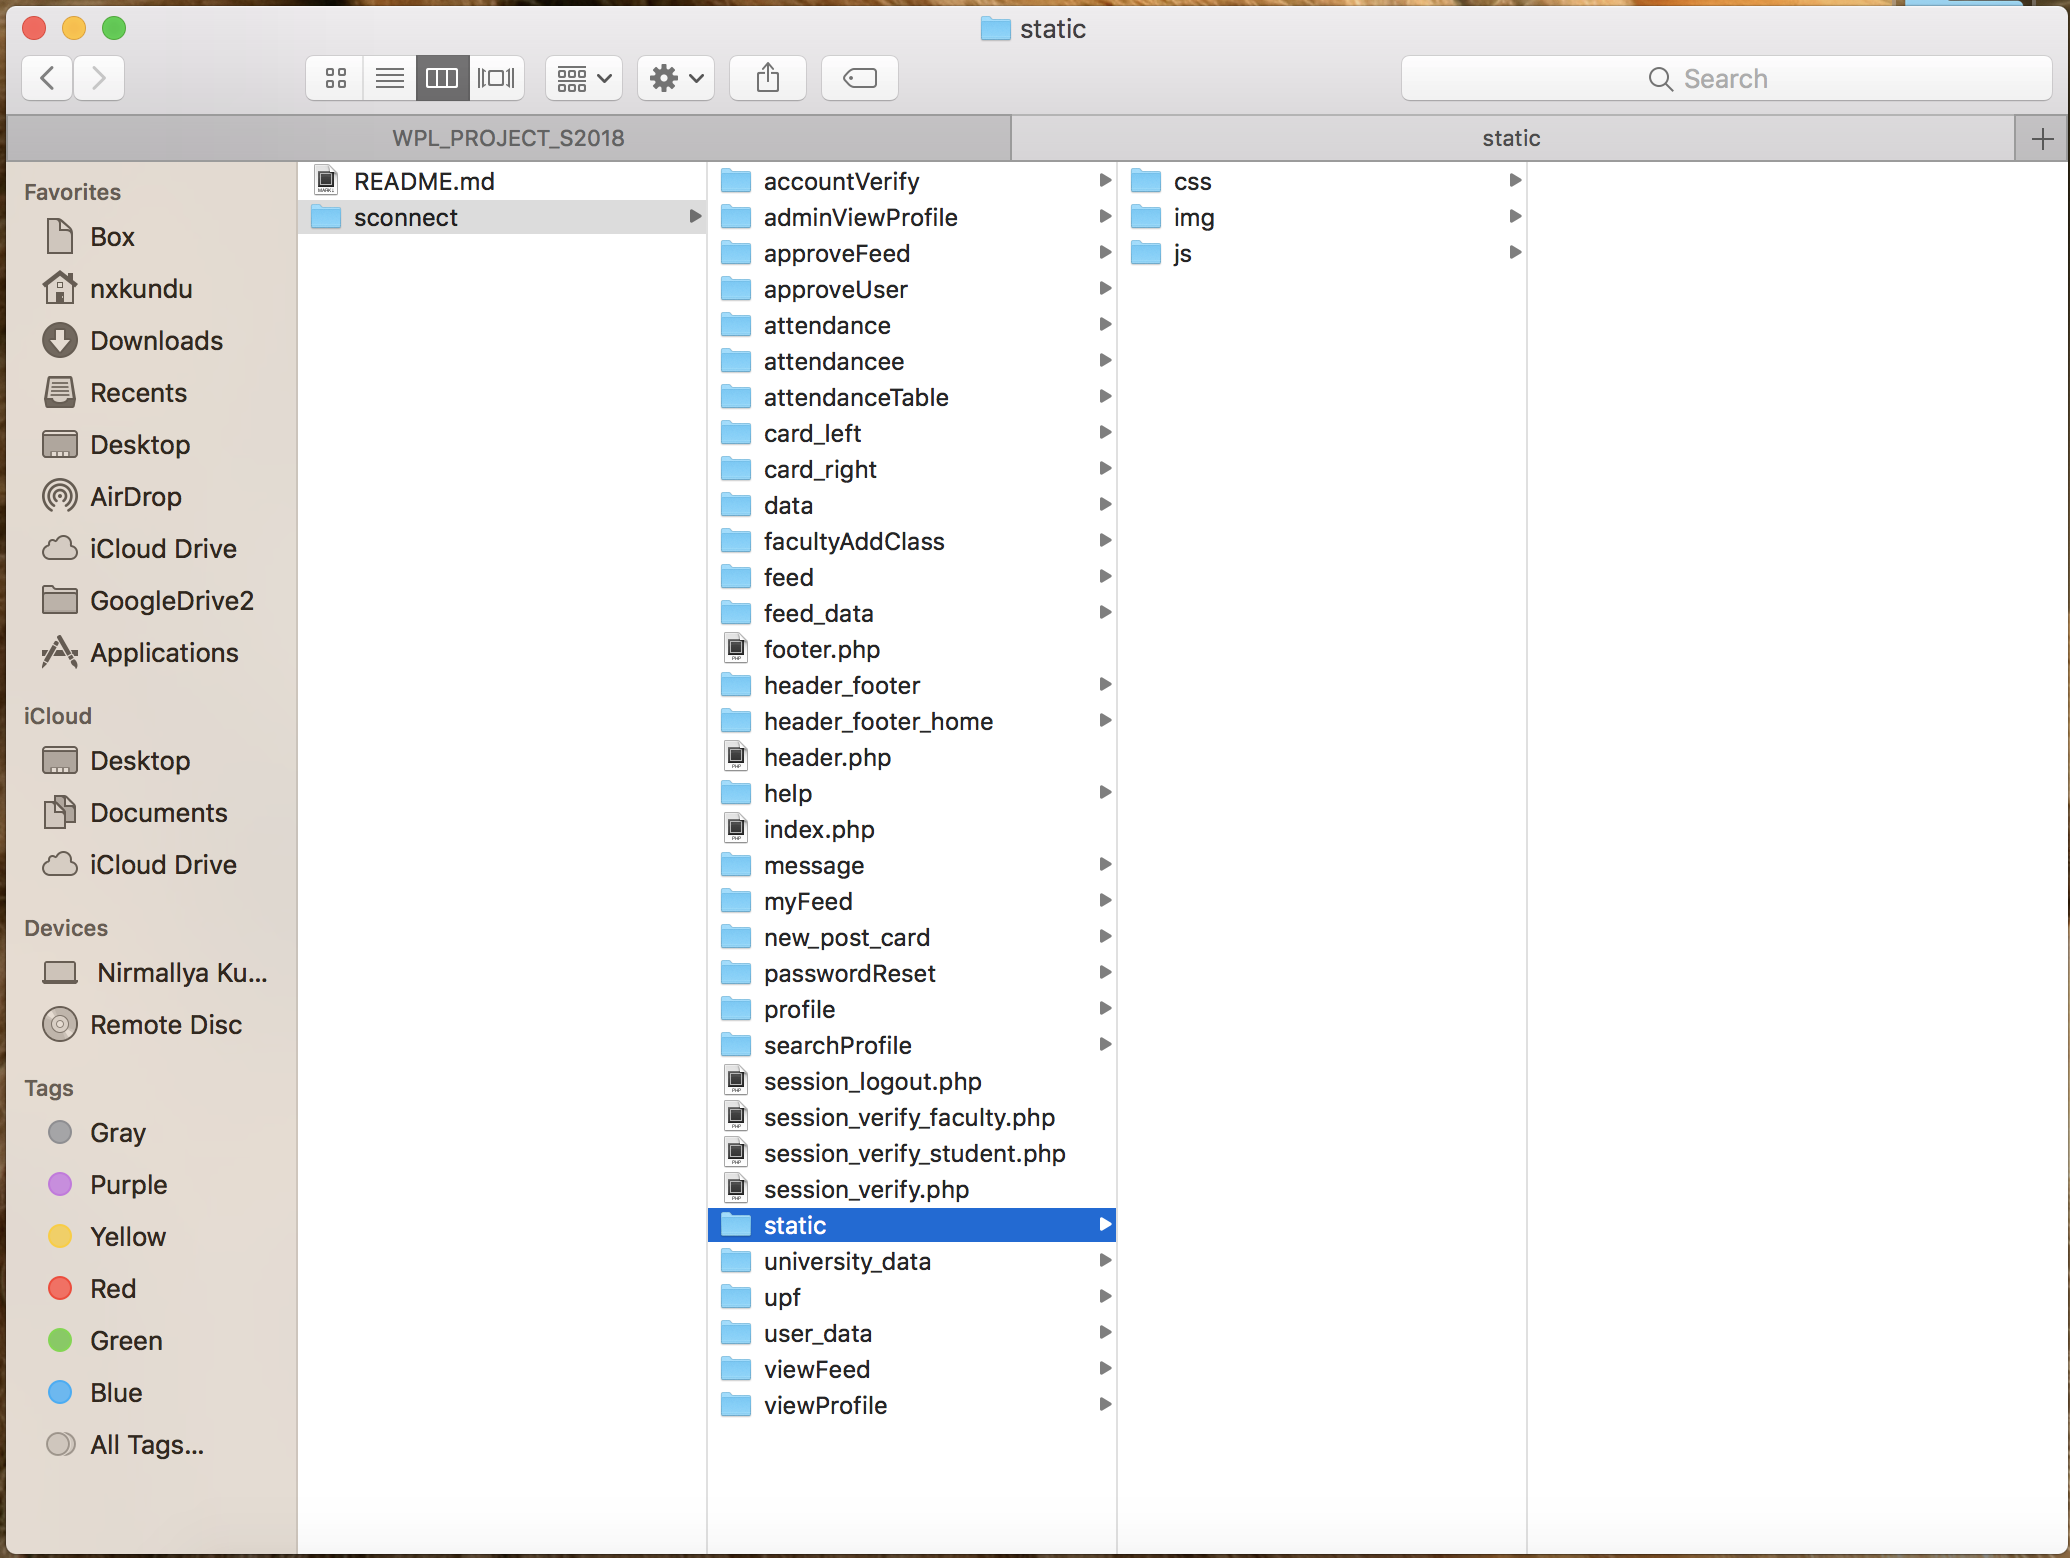 static
Search
WPL_PROJECT_S2018
static
Favorites
Box
nxkundu
Downloads
Recents
Desktop
AirDrop
iCloud Drive
GoogleDrive2
Applications
iCloud
Desktop
Documents
iCloud Drive
Devices
Nirmallya Ku...
Remote Disc
Tags
Gray
Purple
Yellow
Red
Green
Blue
All Tags...
README.md
sconnect
accountVerify
adminViewProfile
approveFeed
approveUser
attendance
attendancee
attendanceTable
card_left
card_right
data
facultyAddClass
feed
feed_data
footer.php
header_footer
header_footer_home
header.php
help
index.php
message
myFeed
new_post_card
passwordReset
profile
searchProfile
session_logout.php
session_verify_faculty.php
session_verify_student.php
session_verify.php
static
university_data
upf
user_data
viewFeed
viewProfile
css
img
js